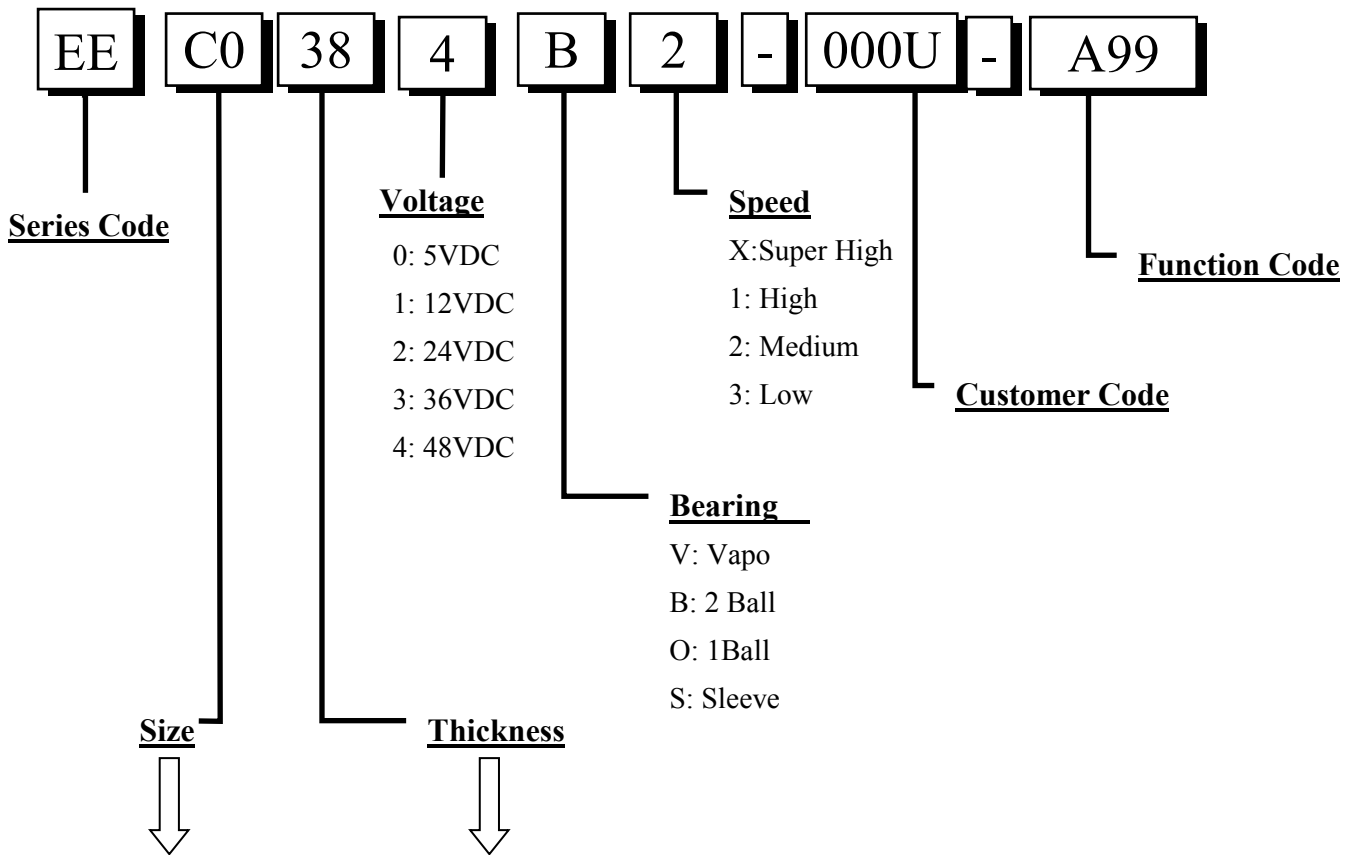 EE C0 38 4 B 2 - 000U - A99
Series Code
Voltage
0: 5VDC
1: 12VDC
2: 24VDC
3: 36VDC
4: 48VDC
Speed
X:Super High
1: High
2: Medium
3: Low
Function Code
Customer Code
Bearing
V: Vapo
B: 2 Ball
O: 1Ball
S: Sleeve
Size
Thickness